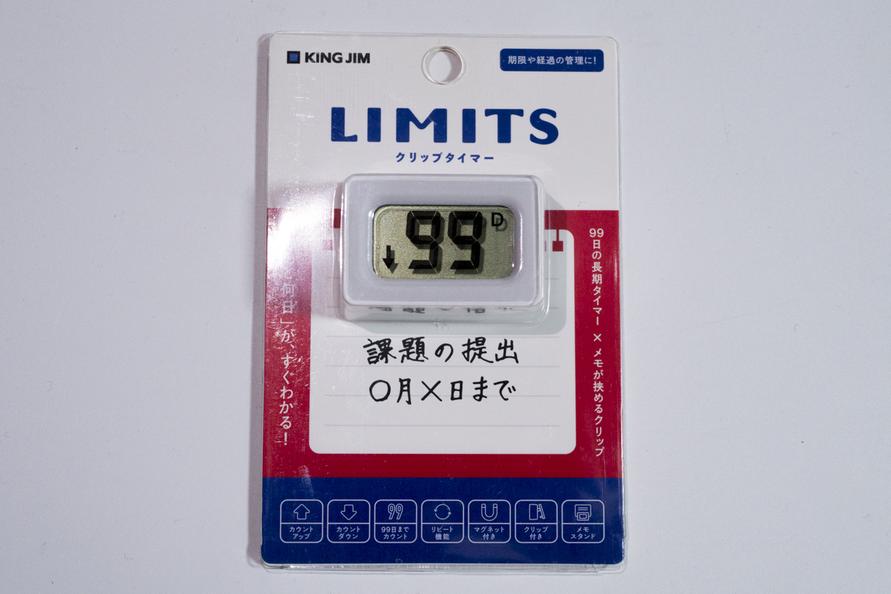 KING JIM
期限や経過の管理に!
LIMITS
クリップタイマー
99 D
何日」が、すぐわかる!
99日の長期タイマー × メモが挟めるクリップ
課題の提出
〇月×日まで
カウント
アップ
カウント
ダウン
99日まで
カウント
リピート
機能
マグネット
付き
クリップ
付き
メモ
スタンド